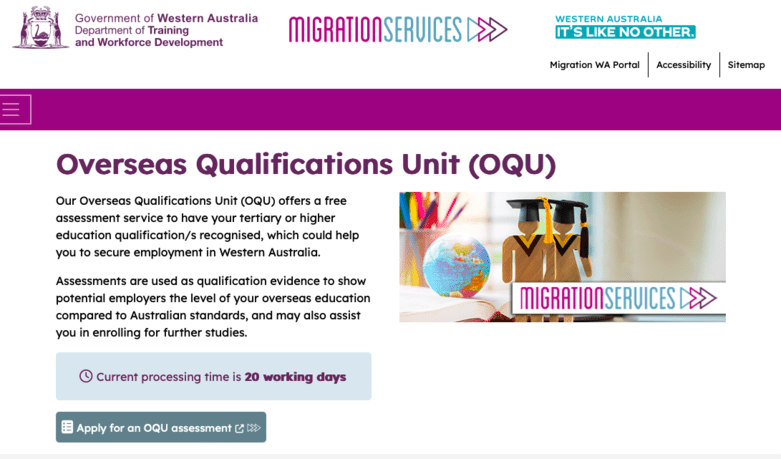 Government of Western Australia
Department of Training
and Workforce Development
MIGRATIONSERVICES
WESTERN AUSTRALIA
IT'S LIKE NO OTHER.
Migration WA Portal
Accessibility
Sitemap
Overseas Qualifications Unit (OQU)
Our Overseas Qualifications Unit (OQU) offers a free
assessment service to have your tertiary or higher
education qualification/s recognised, which could help
you to secure employment in Western Australia.
Assessments are used as qualification evidence to show
potential employers the level of your overseas education
compared to Australian standards, and may also assist
you in enrolling for further studies.
MIGRATIONSERVICES
Current processing time is 20 working days
Apply for an OQU assessment